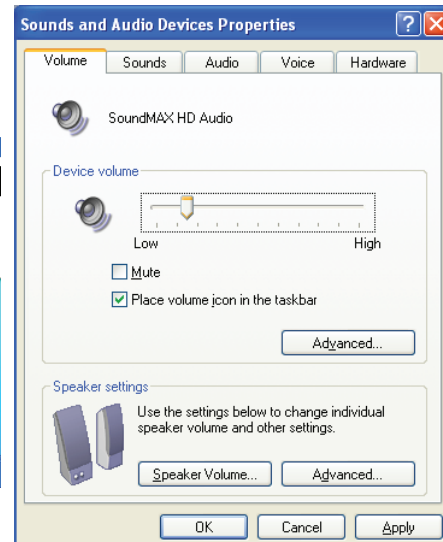 Sounds and Audio Devices Properties
Volume Sounds Audio Voice Hardware
SoundMAX HD Audio
Device volume
Low High
Mute
Place volume icon in the taskbar
Advanced...
Speaker settings
Use the settings below to change individual
speaker volume and other settings.
Speaker Volume... Advanced...
OK Cancel Apply